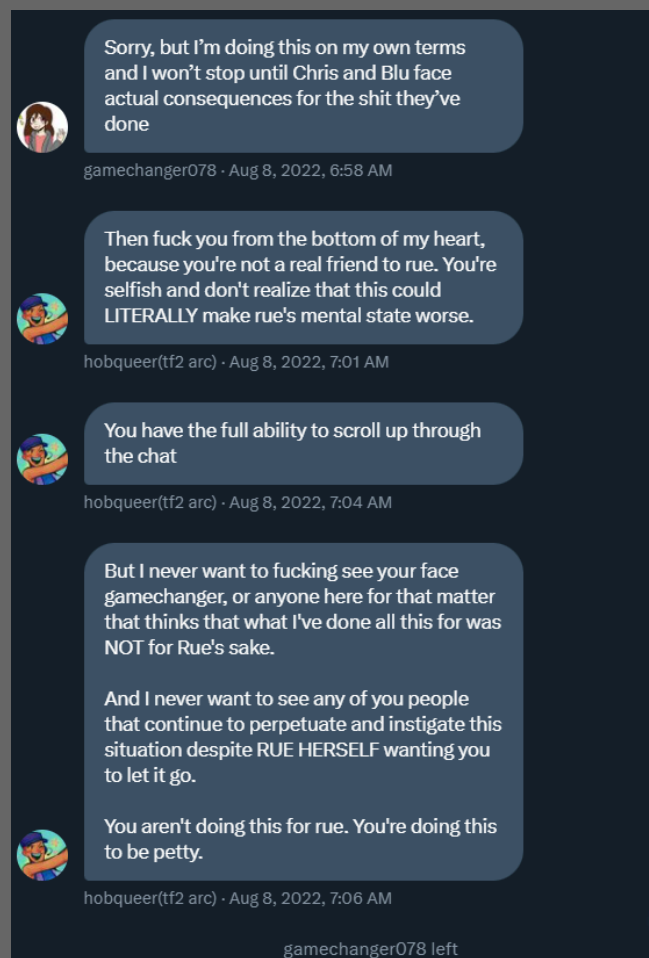 Sorry, but I’m doing this on my own terms
and I won’t stop until Chris and Blu face
actual consequences for the shit they’ve
done
gamechanger078 · Aug 8, 2022, 6:58 AM
Then fuck you from the bottom of my heart,
because you're not a real friend to rue. You're
selfish and don't realize that this could
LITERALLY make rue's mental state worse.
hobqueer(tf2 arc) · Aug 8, 2022, 7:01 AM
You have the full ability to scroll up through
the chat
hobqueer(tf2 arc) · Aug 8, 2022, 7:04 AM
But I never want to fucking see your face
gamechanger, or anyone here for that matter
that thinks that what I've done all this for was
NOT for Rue's sake.
And I never want to see any of you people
that continue to perpetuate and instigate this
situation despite RUE HERSELF wanting you
to let it go.
You aren't doing this for rue. You're doing this
to be petty.
hobqueer(tf2 arc) · Aug 8, 2022, 7:06 AM
gamechanger078 left